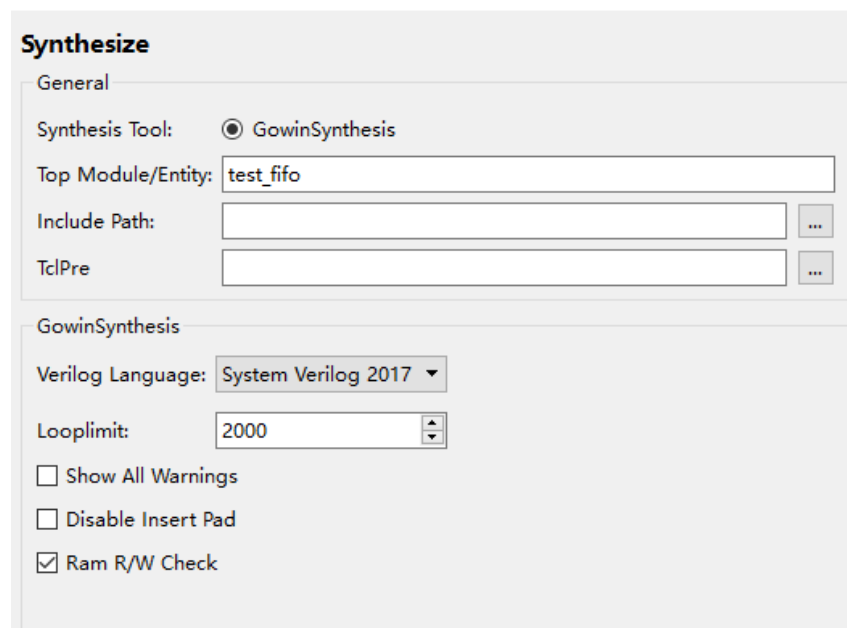 Synthesize
General
Synthesis Tool: GowinSynthesis
Top Module/Entity: test_fifo
Include Path: ...
TclPre ...
GowinSynthesis
Verilog Language: System Verilog 2017
Looplimit: 2000
Show All Warnings
Disable Insert Pad
Ram R/W Check